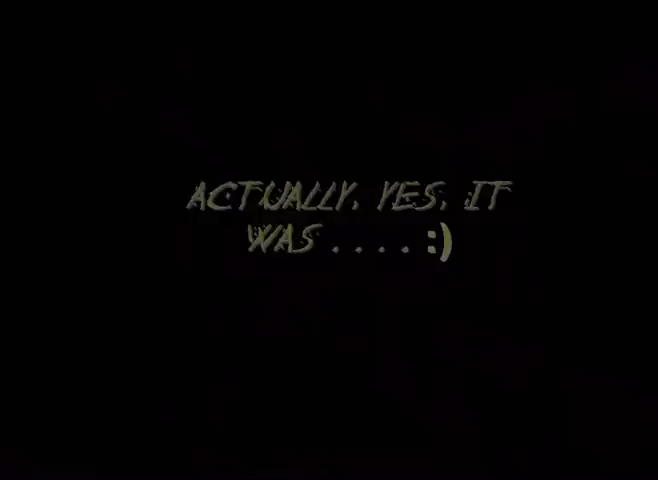 ACTUALLY, YES, IT
WAS . . . . :)